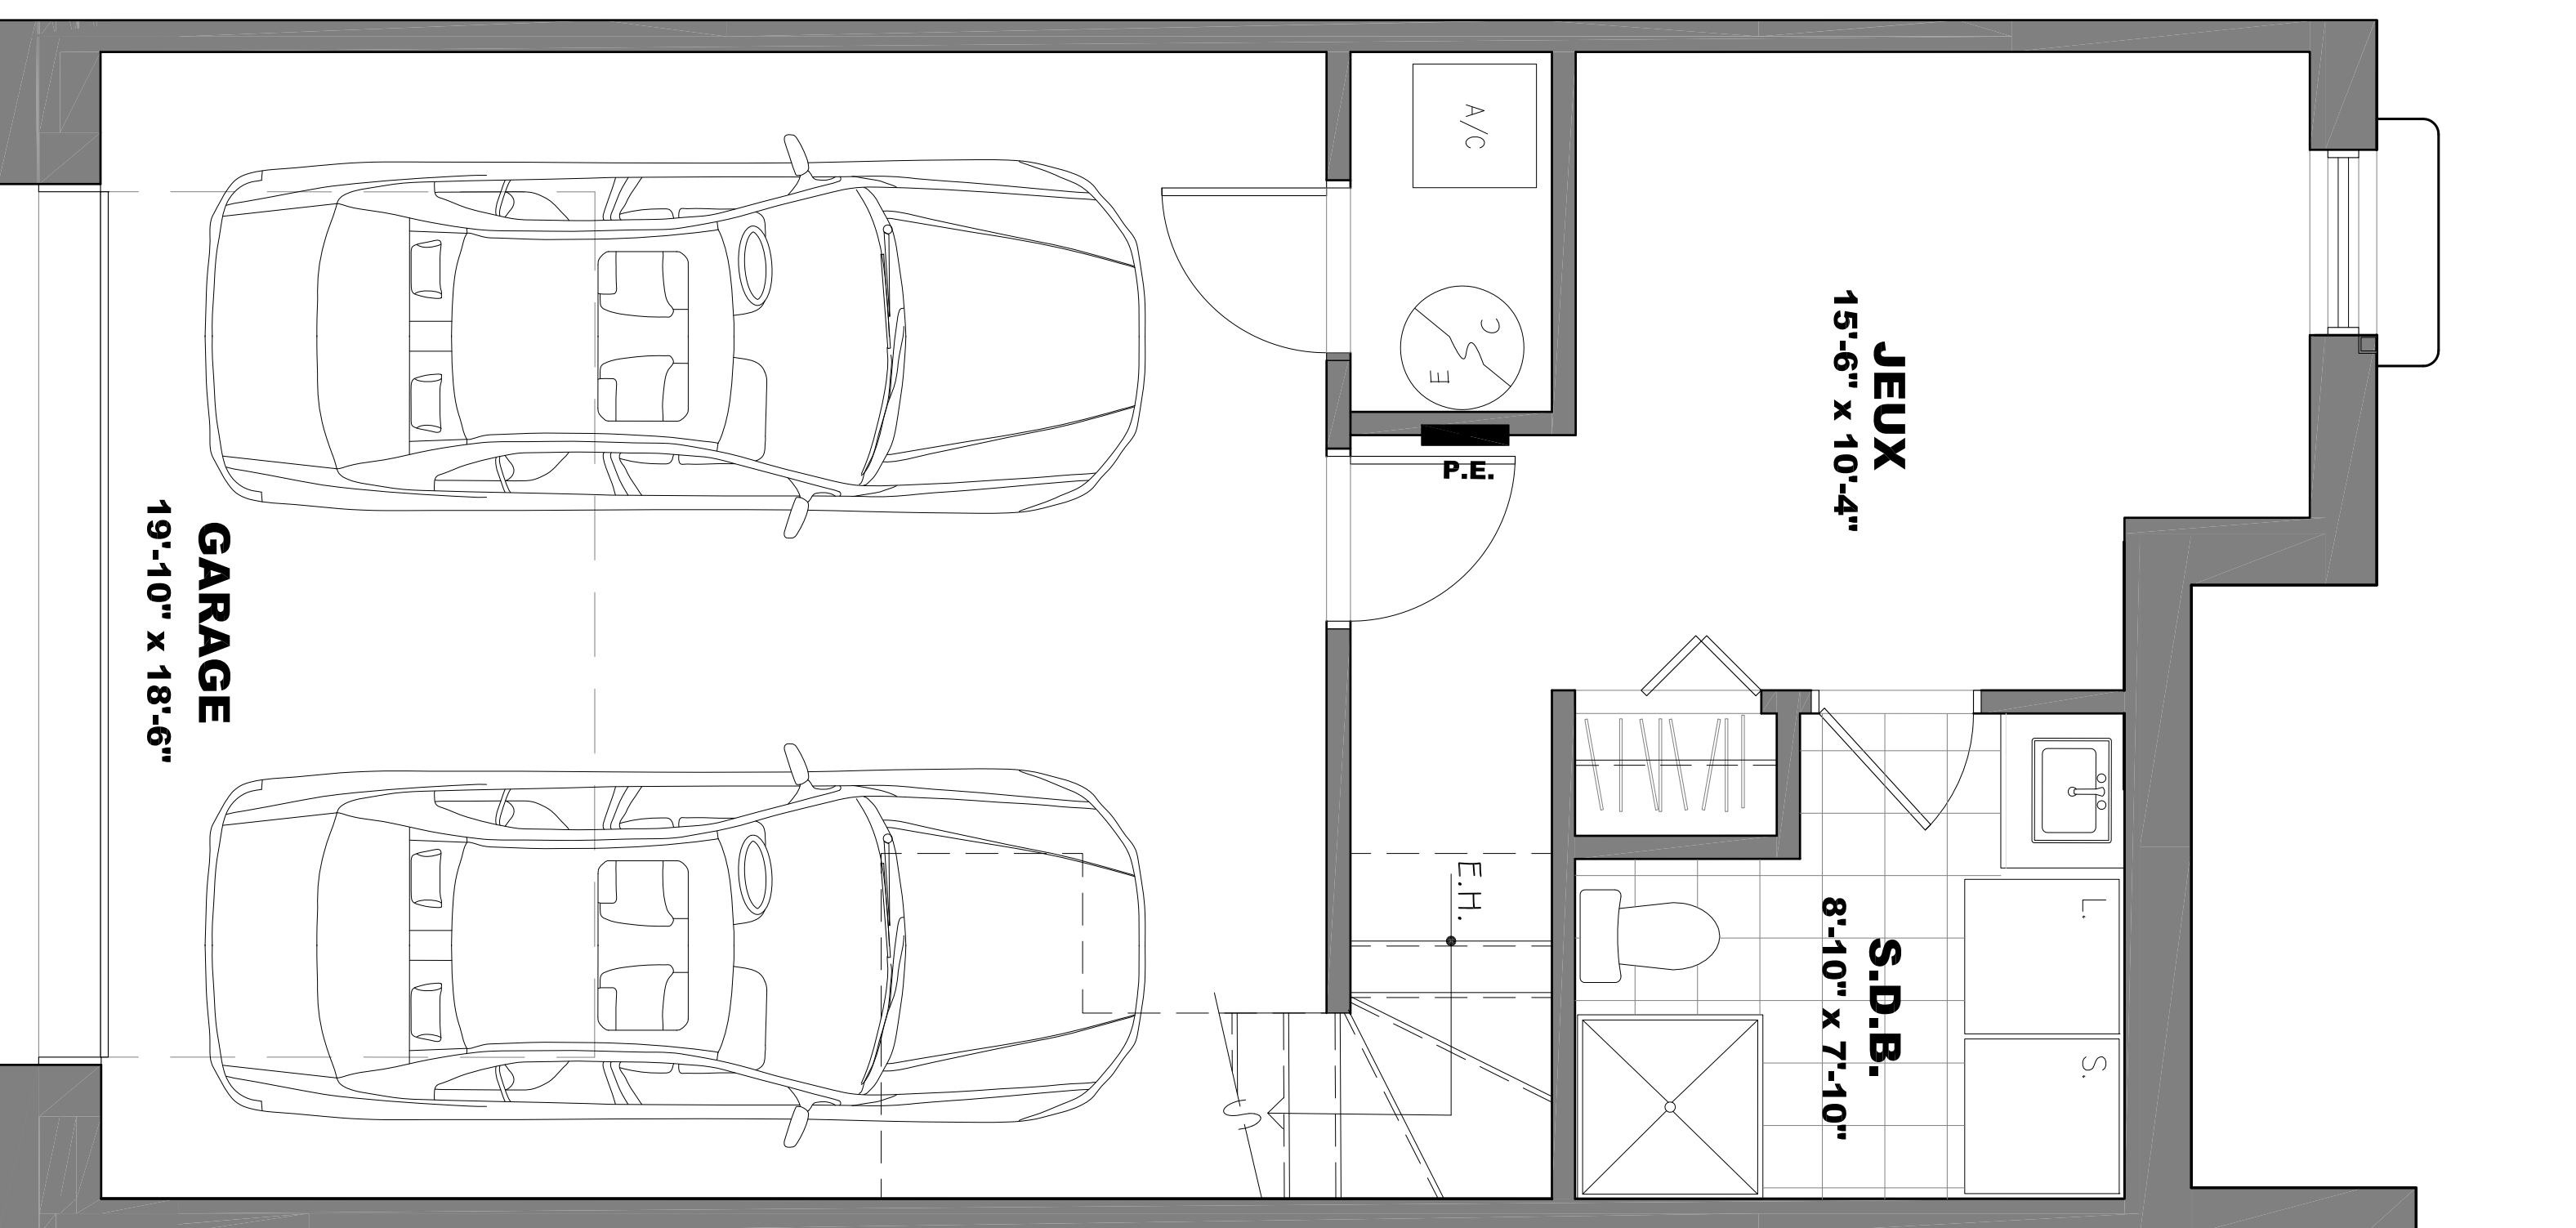 GARAGE
19'-10" x 18'-6"
A/C
C
E
P.E.
JEUX
15'-6" x 10'-4"
E.H.
S.D.B.
8'-10" x 7'-10"
L.
S.